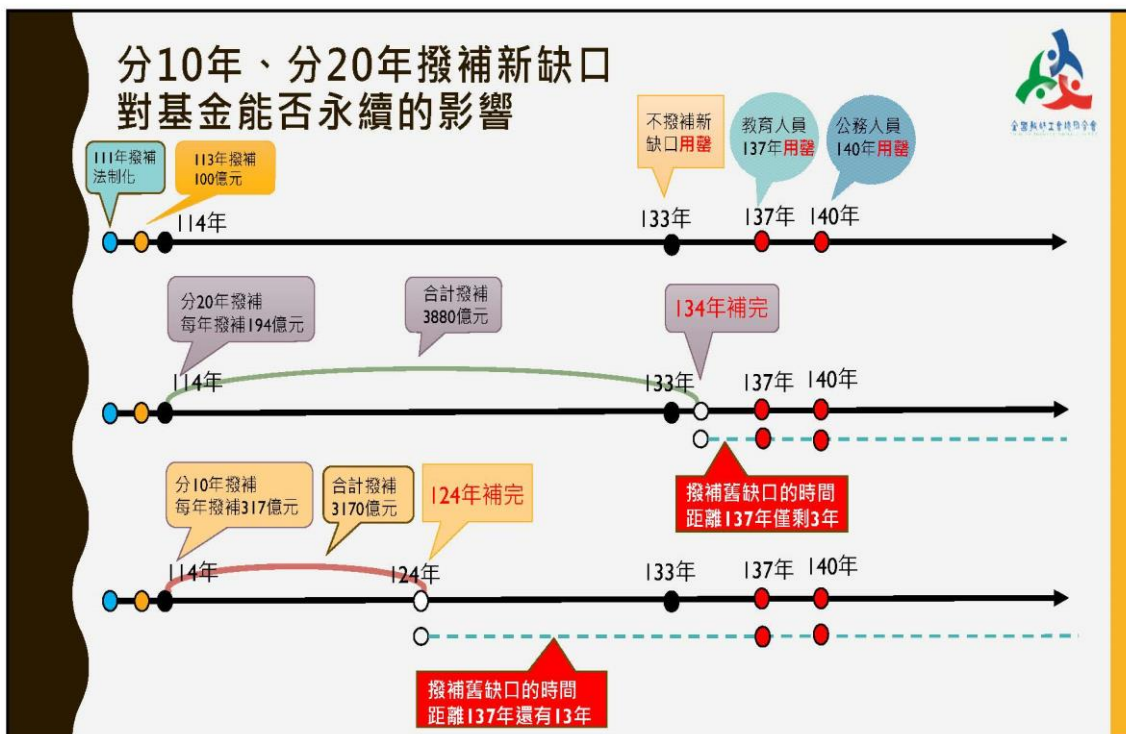 分10年、分20年撥補新缺口
對基金能否永續的影響
全國教師工會總聯合會
111年撥補
法制化
113年撥補
100億元
114年
不撥補新
缺口用罄
133年
教育人員
137年用罄
137年
公務人員
140年用罄
140年
分20年撥補
每年撥補194億元
合計撥補
3880億元
134年補完
114年
133年
137年
140年
撥補舊缺口的時間
距離137年僅剩3年
分10年撥補
每年撥補317億元
合計撥補
3170億元
124年補完
114年
124年
133年
137年
140年
撥補舊缺口的時間
距離137年還有13年